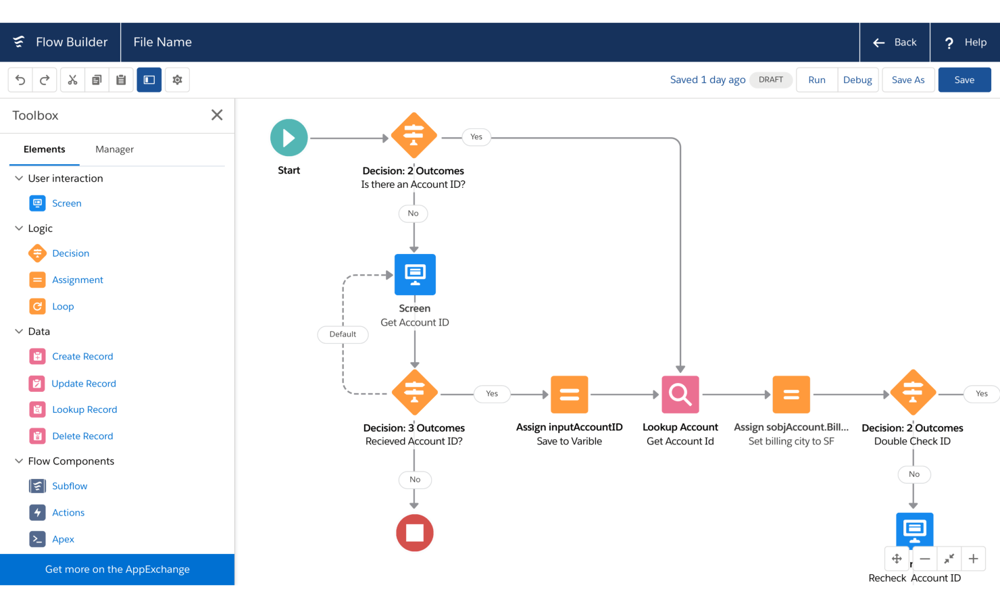 Flow Builder
File Name
Back
? Help
Saved 1 day ago
DRAFT
Run
Debug
Save As
Save
Toolbox
Elements
Manager
User interaction
Screen
Logic
Decision
Assignment
Loop
Data
Create Record
Update Record
Lookup Record
Delete Record
Flow Components
Subflow
Actions
Apex
Get more on the AppExchange
Start
Decision: 2 Outcomes
Is there an Account ID?
Yes
No
Screen
Get Account ID
Default
Decision: 3 Outcomes
Recieved Account ID?
Yes
No
Assign inputAccountID
Save to Varible
Lookup Account
Get Account Id
Assign sobjAccount.Bill...
Set billing city to SF
Decision: 2 Outcomes
Double Check ID
Yes
No
Recheck Account ID